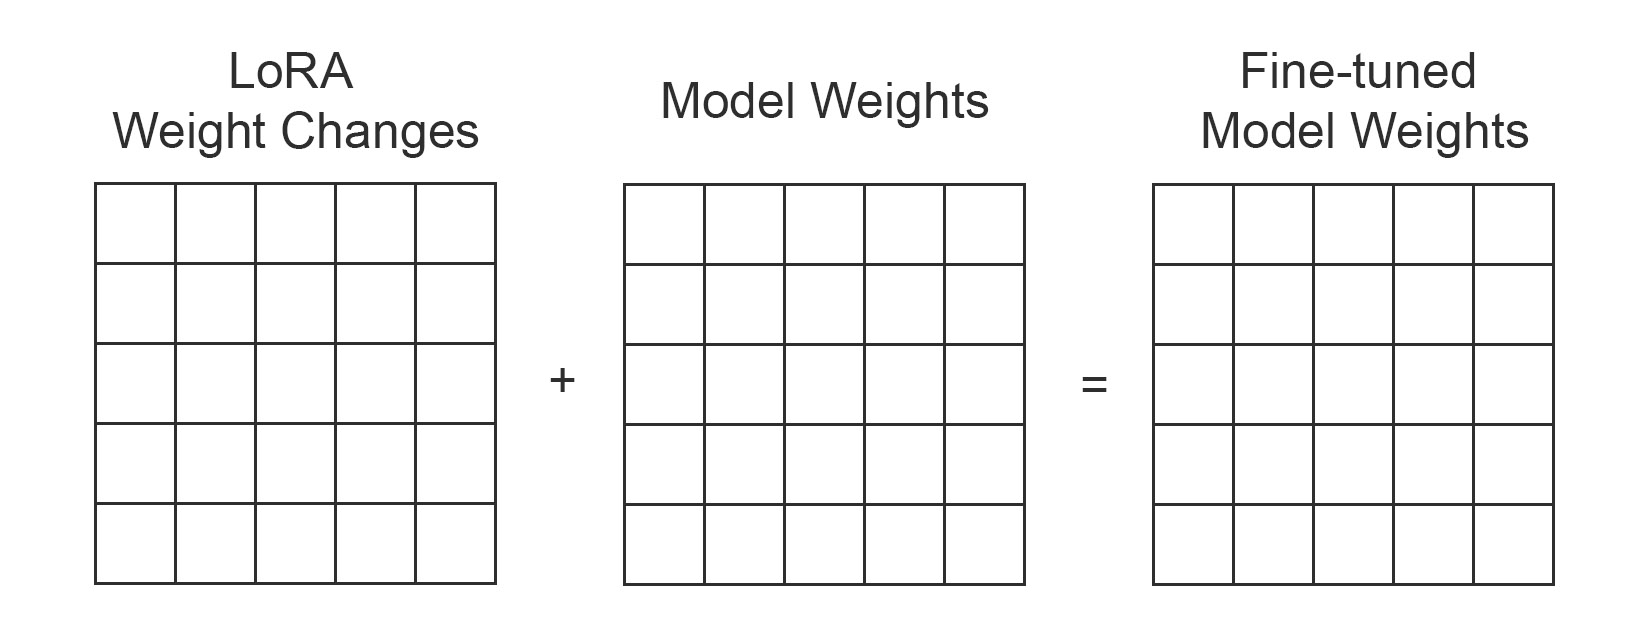 LoRA
Weight Changes
Model Weights
Fine-tuned
Model Weights
+
=